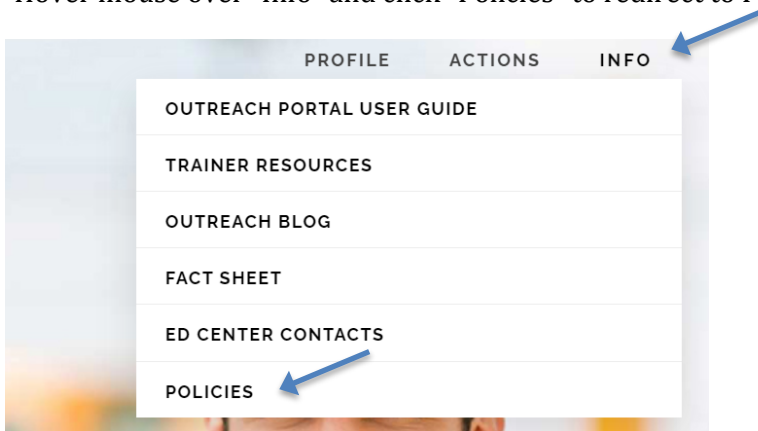 Hover mouse over "Info" and click "Policies" to redirect to
PROFILE ACTIONS INFO
OUTREACH PORTAL USER GUIDE
TRAINER RESOURCES
OUTREACH BLOG
FACT SHEET
ED CENTER CONTACTS
POLICIES